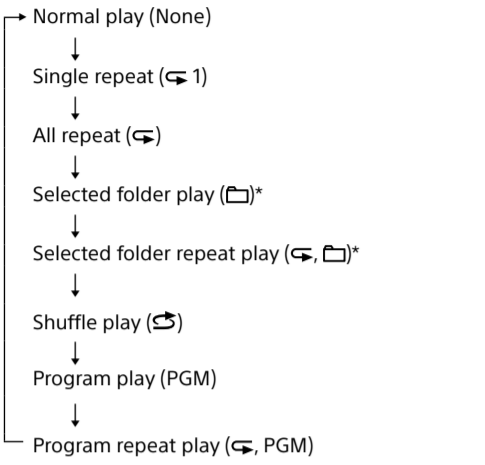 Normal play (None)
Single repeat (⮎ 1)
All repeat (⮎)
Selected folder play (🗀)*
Selected folder repeat play (⮎, 🗀)*
Shuffle play (⮌)
Program play (PGM)
Program repeat play (⮎, PGM)